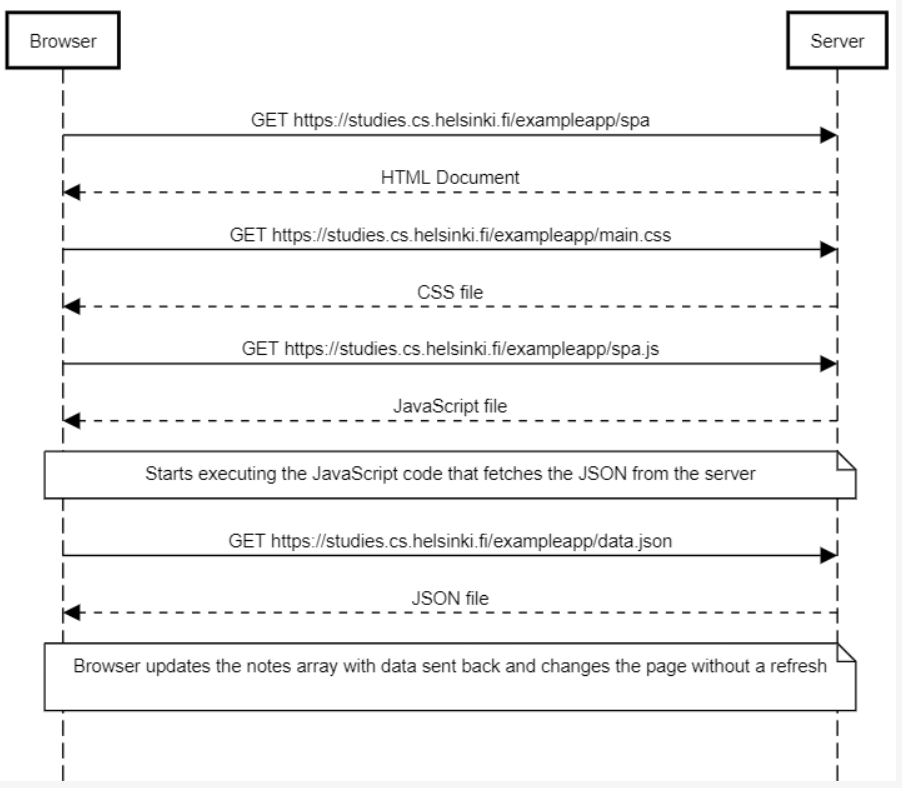 Browser
Server
GET https://studies.cs.helsinki.fi/exampleapp/spa
HTML Document
GET https://studies.cs.helsinki.fi/exampleapp/main.css
CSS file
GET https://studies.cs.helsinki.fi/exampleapp/spa.js
JavaScript file
Starts executing the JavaScript code that fetches the JSON from the server
GET https://studies.cs.helsinki.fi/exampleapp/data.json
JSON file
Browser updates the notes array with data sent back and changes the page without a refresh